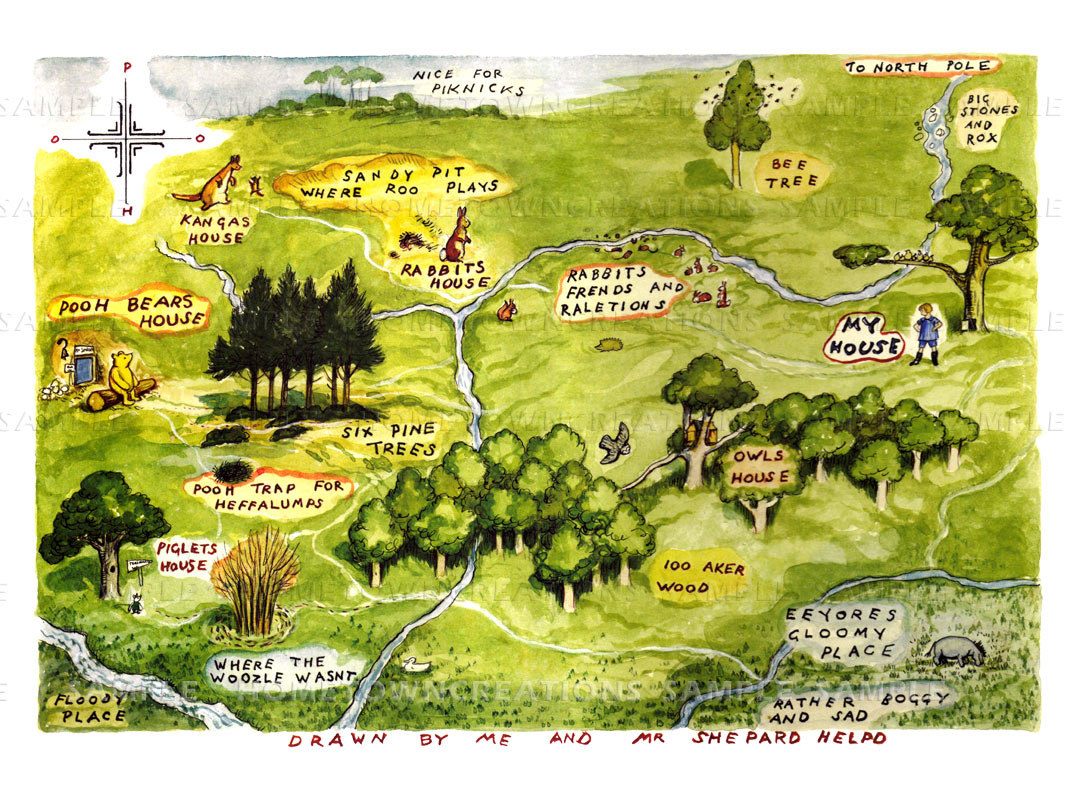 P
O
O
H
NICE FOR
PIKNICKS
TO NORTH POLE
BIG
STONES
AND
ROX
BEE
TREE
SANDY PIT
WHERE ROO PLAYS
KANGAS
HOUSE
RABBITS
HOUSE
RABBITS
FRENDS AND
RALETIONS
POOH BEARS
HOUSE
MY
HOUSE
SIX PINE
TREES
OWLS
HOUSE
POOH TRAP FOR
HEFFALUMPS
PIGLETS
HOUSE
100 AKER
WOOD
EEYORES
GLOOMY
PLACE
WHERE THE
WOOZLE WASNT
FLOODY
PLACE
RATHER BOGGY
AND SAD
DRAWN BY ME AND MR SHEPARD HELPD
SAMPLE HOMETOWNCREATIONS SAMPLE